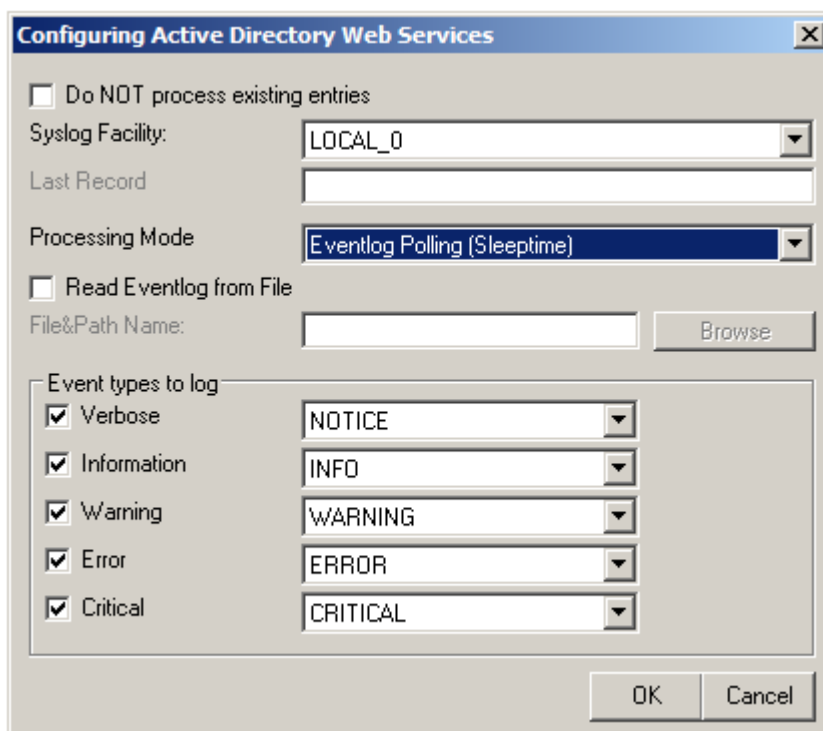 Configuring Active Directory Web Services
Do NOT process existing entries
Syslog Facility: LOCAL_0
Last Record
Processing Mode Eventlog Polling (Sleeptime)
Read Eventlog from File
File&Path Name: Browse
Event types to log
Verbose NOTICE
Information INFO
Warning WARNING
Error ERROR
Critical CRITICAL
OK Cancel